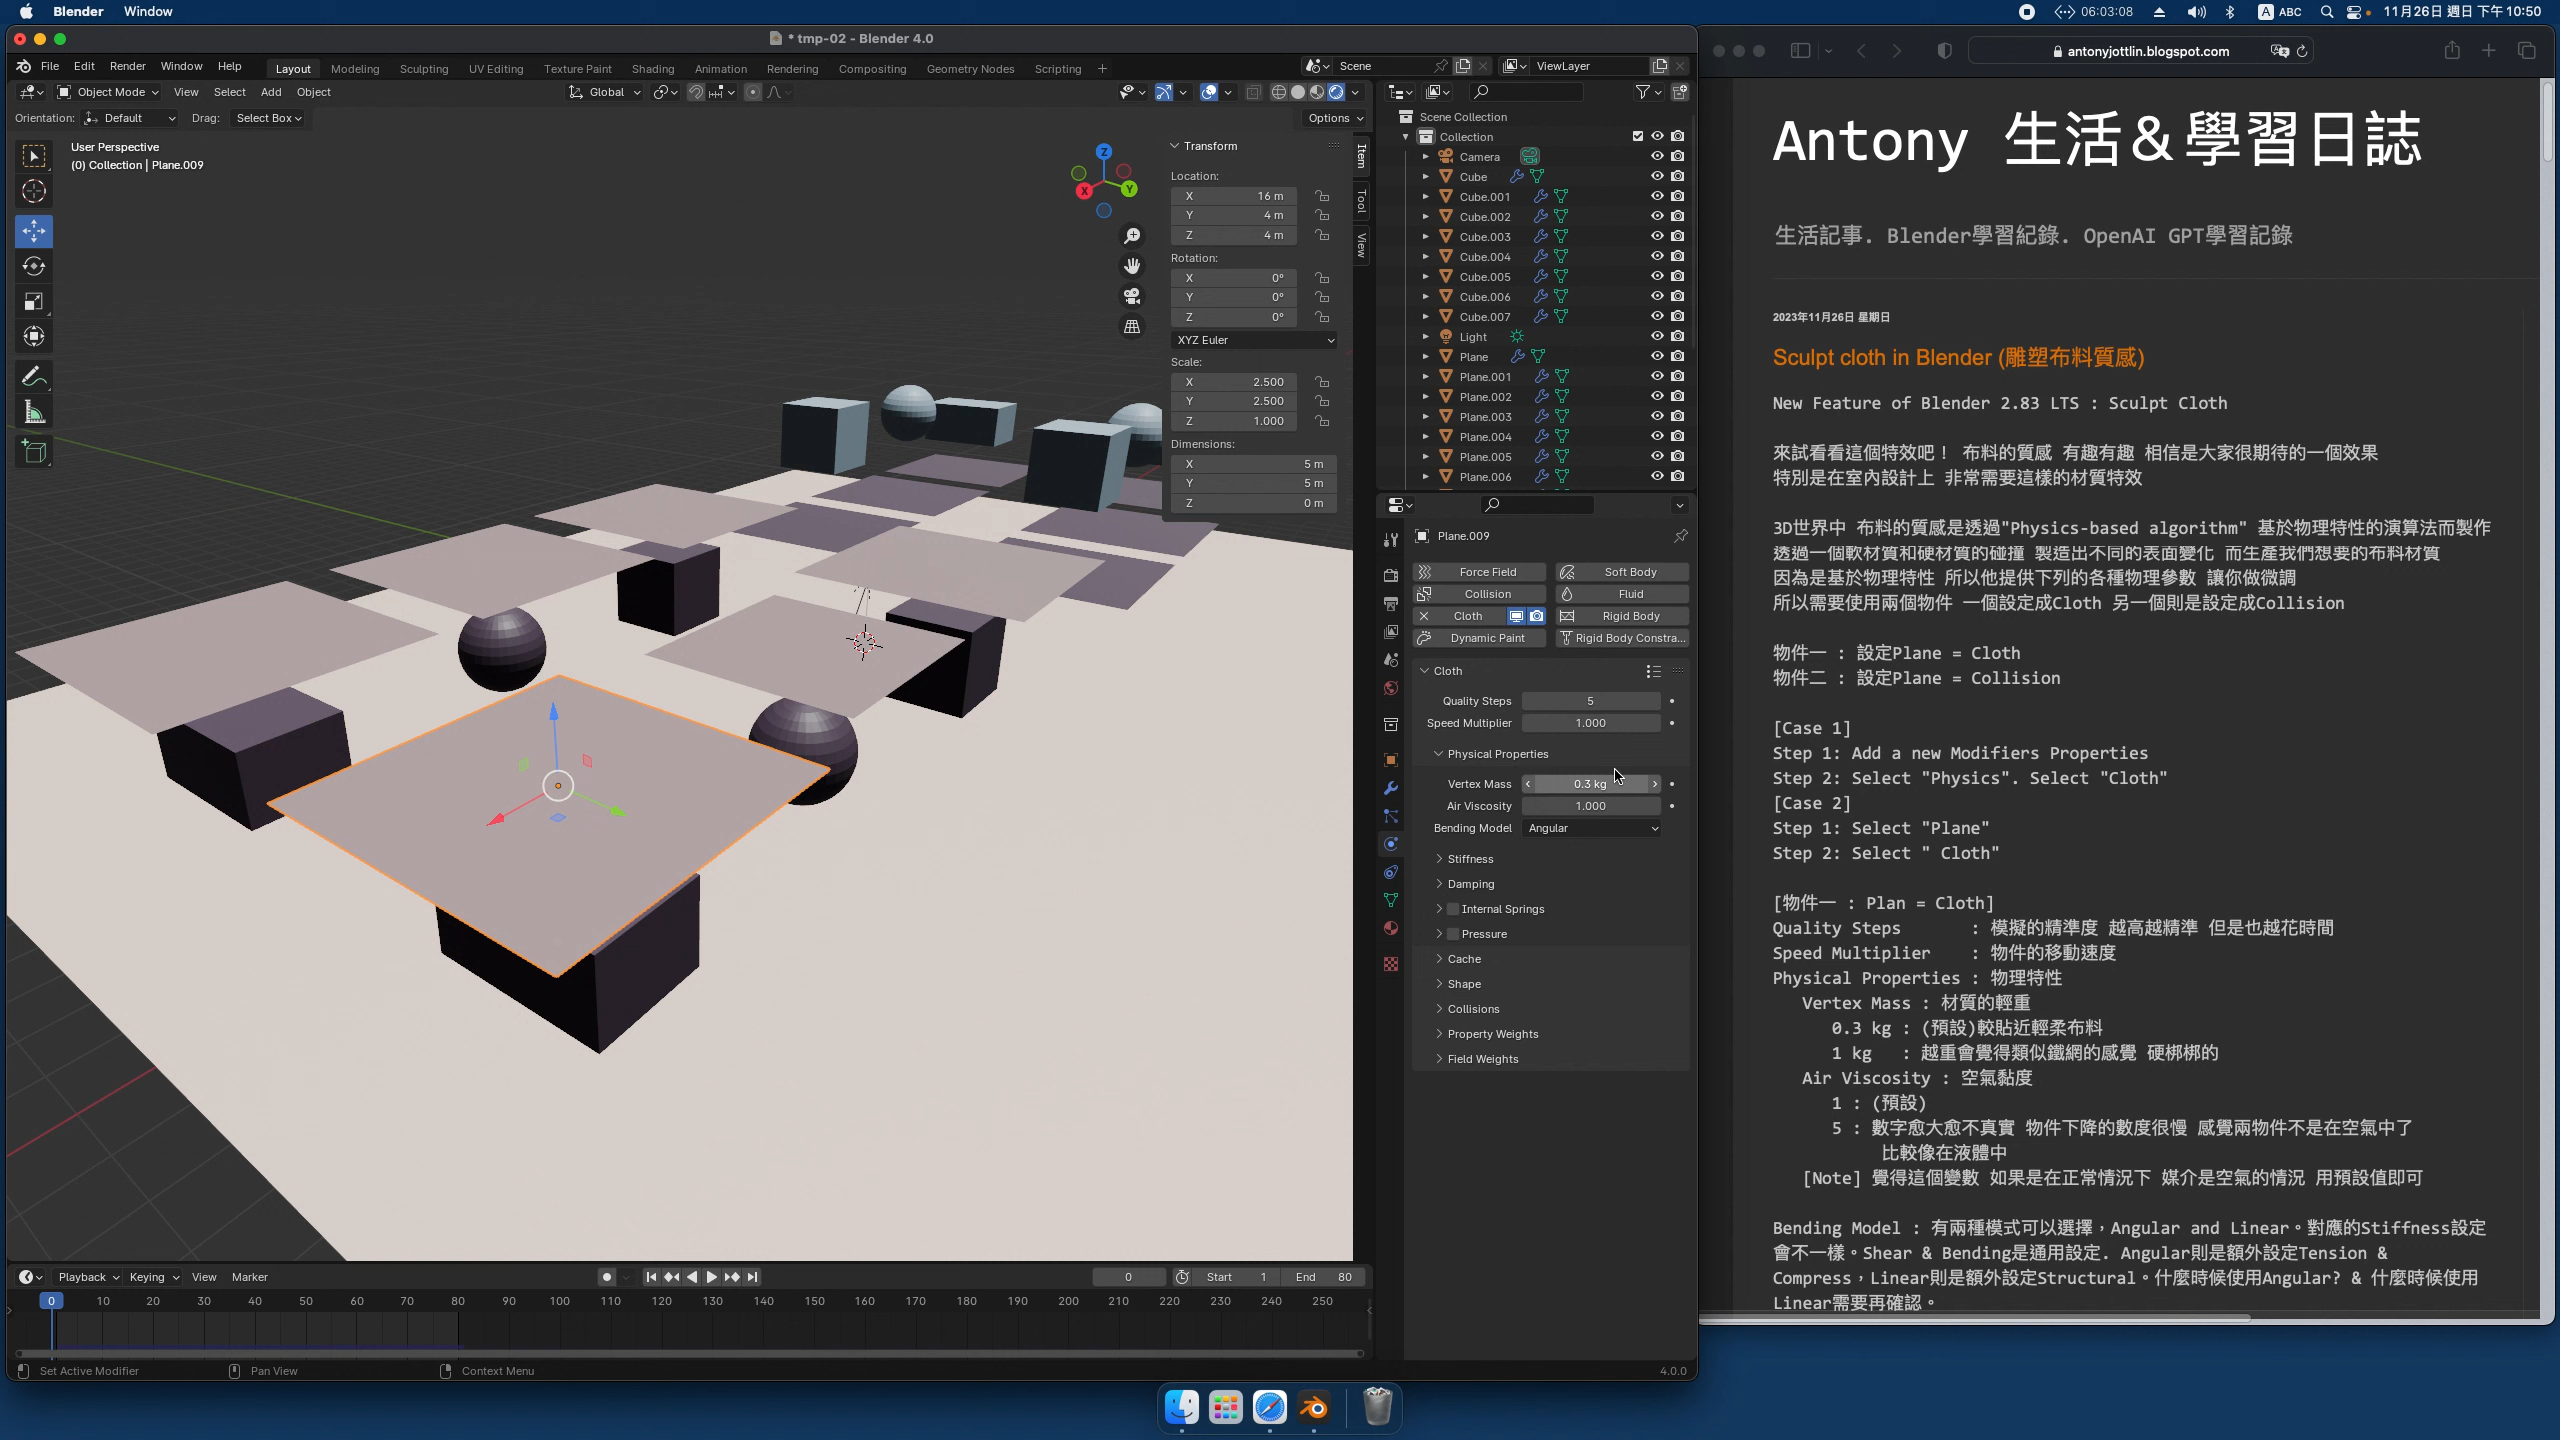 Blender Window
06:03:08 A ABC 11月26日 週日 下午 10:50
* tmp-02 - Blender 4.0
File Edit Render Window Help
Layout Modeling Sculpting UV Editing Texture Paint Shading Animation Rendering Compositing Geometry Nodes Scripting +
Scene ViewLayer
Object Mode View Select Add Object
Global
Orientation: Default Drag: Select Box
Options
User Perspective
(0) Collection | Plane.009
Z
X
Y
Transform
Location:
X 16 m
Y 4 m
Z 4 m
Rotation:
X 0°
Y 0°
Z 0°
XYZ Euler
Scale:
X 2.500
Y 2.500
Z 1.000
Dimensions:
X 5 m
Y 5 m
Z 0 m
Item
Tool
View
Scene Collection
Collection
Camera
Cube
Cube.001
Cube.002
Cube.003
Cube.004
Cube.005
Cube.006
Cube.007
Light
Plane
Plane.001
Plane.002
Plane.003
Plane.004
Plane.005
Plane.006
Plane.009
Force Field Soft Body
Collision Fluid
Cloth Rigid Body
Dynamic Paint Rigid Body Constra...
Cloth
Quality Steps 5
Speed Multiplier 1.000
Physical Properties
Vertex Mass 0.3 kg
Air Viscosity 1.000
Bending Model Angular
Stiffness
Damping
Internal Springs
Pressure
Cache
Shape
Collisions
Property Weights
Field Weights
Playback Keying View Marker
0 Start 1 End 80
0 10 20 30 40 50 60 70 80 90 100 110 120 130 140 150 160 170 180 190 200 210 220 230 240 250
Set Active Modifier Pan View Context Menu
4.0.0
antonyjottlin.blogspot.com
Antony 生活＆學習日誌
生活記事. Blender學習紀錄. OpenAI GPT學習記錄
2023年11月26日 星期日
Sculpt cloth in Blender (雕塑布料質感)
New Feature of Blender 2.83 LTS : Sculpt Cloth
來試看看這個特效吧！ 布料的質感 有趣有趣 相信是大家很期待的一個效果
特別是在室內設計上 非常需要這樣的材質特效
3D世界中 布料的質感是透過"Physics-based algorithm" 基於物理特性的演算法而製作
透過一個軟材質和硬材質的碰撞 製造出不同的表面變化 而生產我們想要的布料材質
因為是基於物理特性 所以他提供下列的各種物理參數 讓你做微調
所以需要使用兩個物件 一個設定成Cloth 另一個則是設定成Collision
物件一 : 設定Plane = Cloth
物件二 : 設定Plane = Collision
[Case 1]
Step 1: Add a new Modifiers Properties
Step 2: Select "Physics". Select "Cloth"
[Case 2]
Step 1: Select "Plane"
Step 2: Select " Cloth"
[物件一 : Plan = Cloth]
Quality Steps : 模擬的精準度 越高越精準 但是也越花時間
Speed Multiplier : 物件的移動速度
Physical Properties : 物理特性
Vertex Mass : 材質的輕重
0.3 kg : (預設)較貼近輕柔布料
1 kg : 越重會覺得類似鐵網的感覺 硬梆梆的
Air Viscosity : 空氣黏度
1 : (預設)
5 : 數字愈大愈不真實 物件下降的數度很慢 感覺兩物件不是在空氣中了
比較像在液體中
[Note] 覺得這個變數 如果是在正常情況下 媒介是空氣的情況 用預設值即可
Bending Model : 有兩種模式可以選擇，Angular and Linear。對應的Stiffness設定
會不一樣。Shear & Bending是通用設定. Angular則是額外設定Tension &
Compress，Linear則是額外設定Structural。什麼時候使用Angular? & 什麼時候使用
Linear需要再確認。